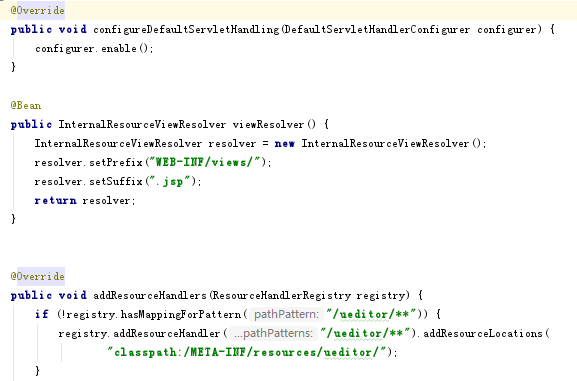 @Override
public void configureDefaultServletHandling(DefaultServletHandlerConfigurer configurer) {
    configurer.enable();
}
@Bean
public InternalResourceViewResolver viewResolver() {
    InternalResourceViewResolver resolver = new InternalResourceViewResolver();
    resolver.setPrefix("WEB-INF/views/");
    resolver.setSuffix(".jsp");
    return resolver;
}
@Override
public void addResourceHandlers(ResourceHandlerRegistry registry) {
    if (!registry.hasMappingForPattern( pathPattern: "/ueditor/**")) {
        registry.addResourceHandler( ...pathPatterns: "/ueditor/**").addResourceLocations(
                "classpath:/META-INF/resources/ueditor/");
    }